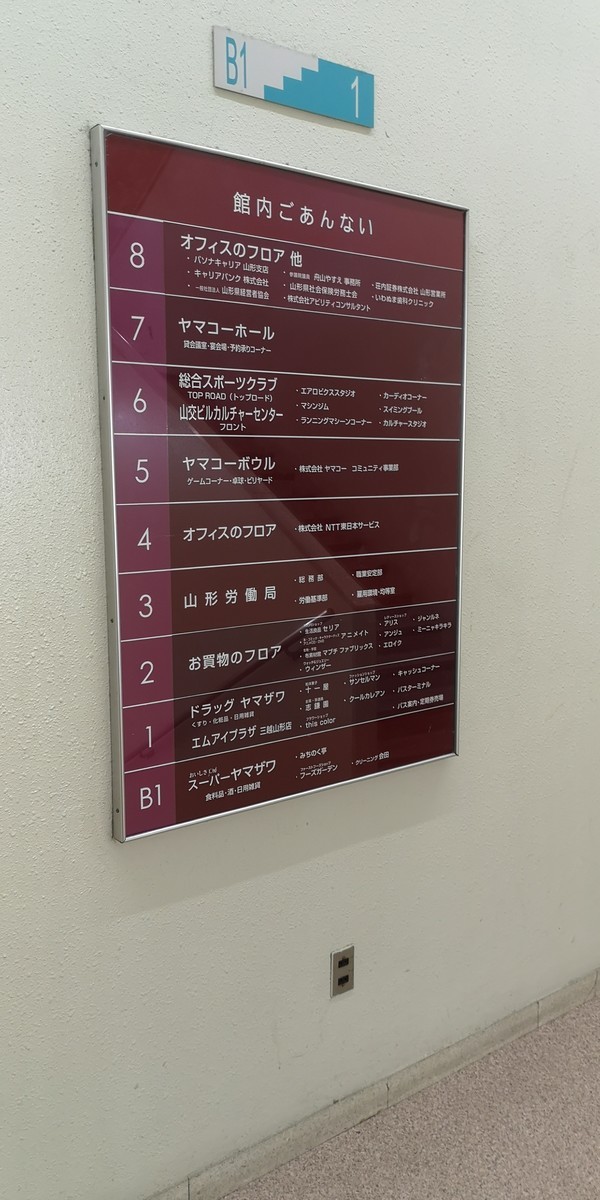 B1
1
館内ごあんない
8
オフィスのフロア 他
・パソナキャリア 山形支店
・キャリアバンク 株式会社
・一般社団法人 山形県経営者協会
・参議院議員 舟山やすえ 事務所
・山形県社会保険労務士会
・株式会社アビリティコンサルタント
・荘内証券株式会社 山形営業所
・いわぬま歯科クリニック
7
ヤマコーホール
貸会議室・宴会場・予約承りコーナー
6
総合スポーツクラブ
TOP ROAD（トップロード）
山交ビルカルチャーセンター
フロント
・エアロビクススタジオ
・マシンジム
・ランニングマシーンコーナー
・カーディオコーナー
・スイミングプール
・カルチャースタジオ
5
ヤマコーボウル
ゲームコーナー・卓球・ビリヤード
・株式会社 ヤマコー コミュニティ事業部
4
オフィスのフロア
・株式会社 NTT東日本サービス
3
山形労働局
・総務部
・労働基準部
・職業安定部
・雇用環境・均等室
2
お買物のフロア
・生活雑貨 セリア
・アニメイト
・マブチ ファブリックス
・ウィンザー
・アリス
・アンジュ
・エロイク
・ジャンルネ
・ミーニャキラキラ
1
ドラッグ ヤマザワ
くすり・化粧品・日用雑貨
エムアイプラザ 三越山形店
・十一屋
・志鎌園
・this color
・サンセルマン
・クールカレアン
・キャッシュコーナー
・バスターミナル
・バス案内・定期券売場
B1
スーパーヤマザワ
食料品・酒・日用雑貨
・みちのく亭
・フーズガーデン
・クリーニング 会田